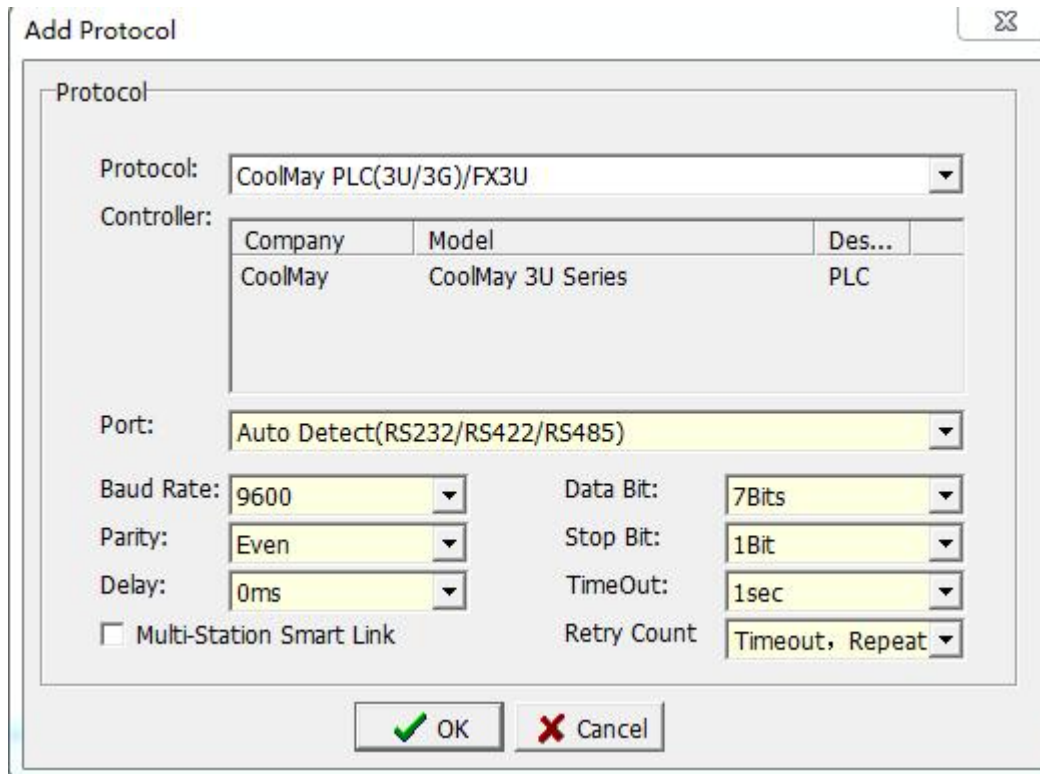 Add Protocol
Protocol
Protocol: CoolMay PLC(3U/3G)/FX3U
Controller:
Company Model Des...
CoolMay CoolMay 3U Series PLC
Port: Auto Detect(RS232/RS422/RS485)
Baud Rate: 9600 Data Bit: 7Bits
Parity: Even Stop Bit: 1Bit
Delay: 0ms TimeOut: 1sec
Multi-Station Smart Link Retry Count Timeout，Repeat
OK Cancel